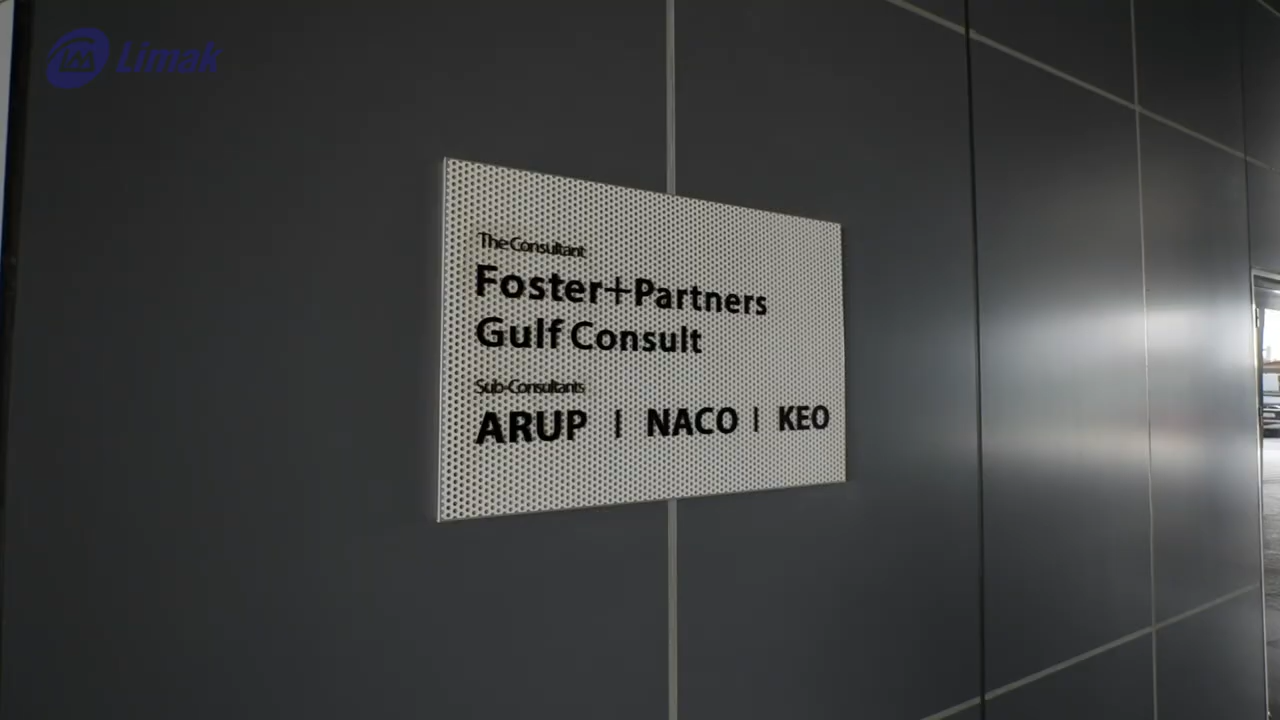 Limak
The Consultant
Foster+Partners
Gulf Consult
Sub-Consultants
ARUP | NACO | KEO